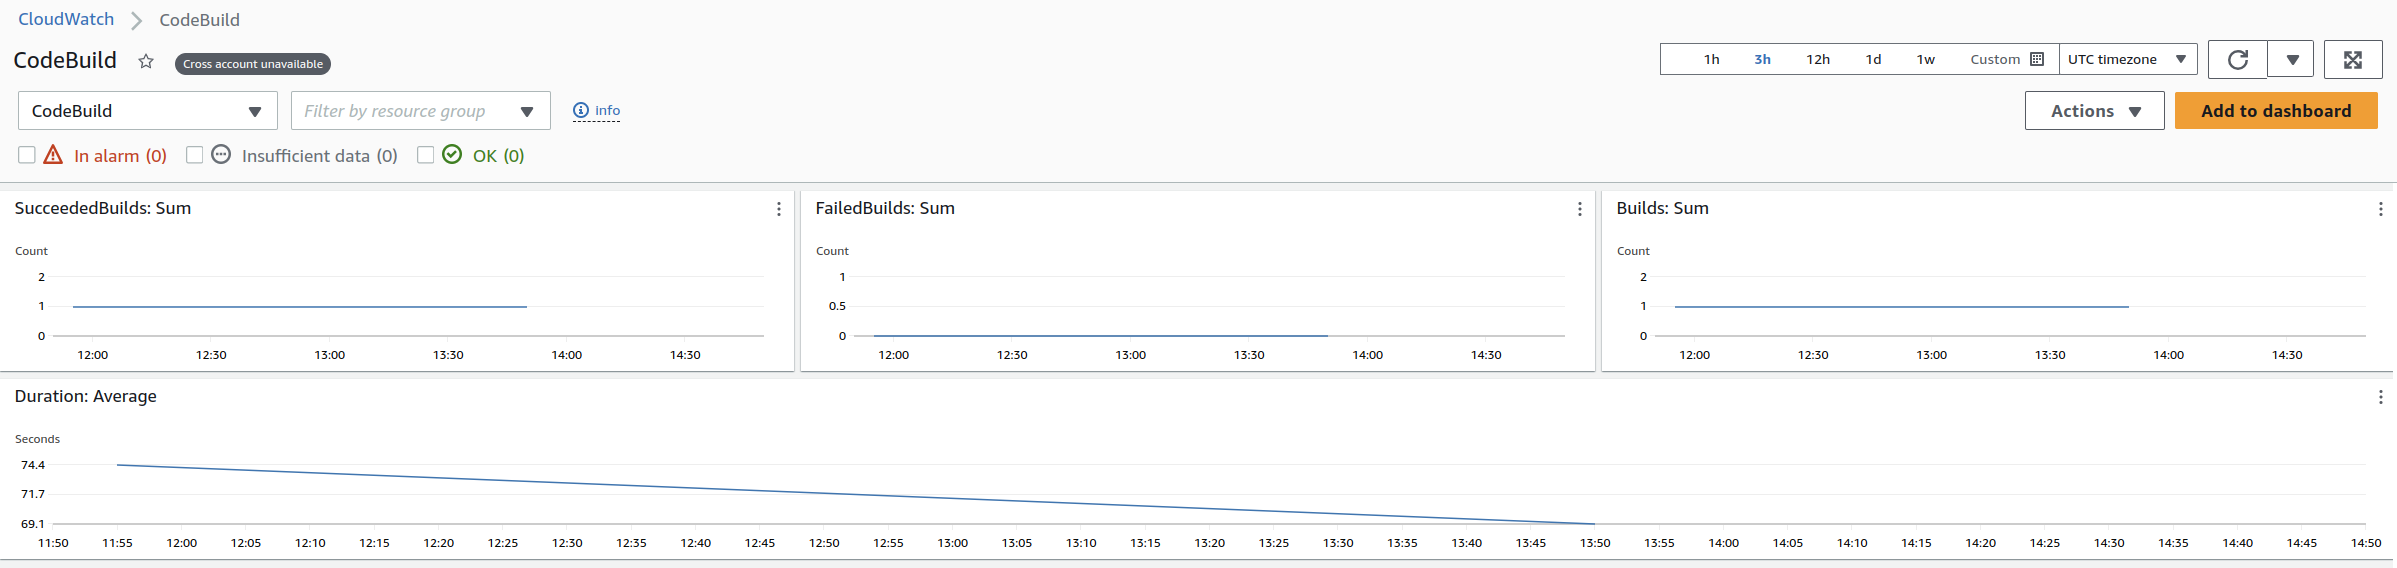 CloudWatch > CodeBuild
CodeBuild Cross account unavailable
1h 3h 12h 1d 1w Custom UTC timezone
CodeBuild Filter by resource group info
Actions Add to dashboard
In alarm (0) Insufficient data (0) OK (0)
SucceededBuilds: Sum
Count
2
1
0
12:00 12:30 13:00 13:30 14:00 14:30
FailedBuilds: Sum
Count
1
0.5
0
12:00 12:30 13:00 13:30 14:00 14:30
Builds: Sum
Count
2
1
0
12:00 12:30 13:00 13:30 14:00 14:30
Duration: Average
Seconds
74.4
71.7
69.1
11:50 11:55 12:00 12:05 12:10 12:15 12:20 12:25 12:30 12:35 12:40 12:45 12:50 12:55 13:00 13:05 13:10 13:15 13:20 13:25 13:30 13:35 13:40 13:45 13:50 13:55 14:00 14:05 14:10 14:15 14:20 14:25 14:30 14:35 14:40 14:45 14:50